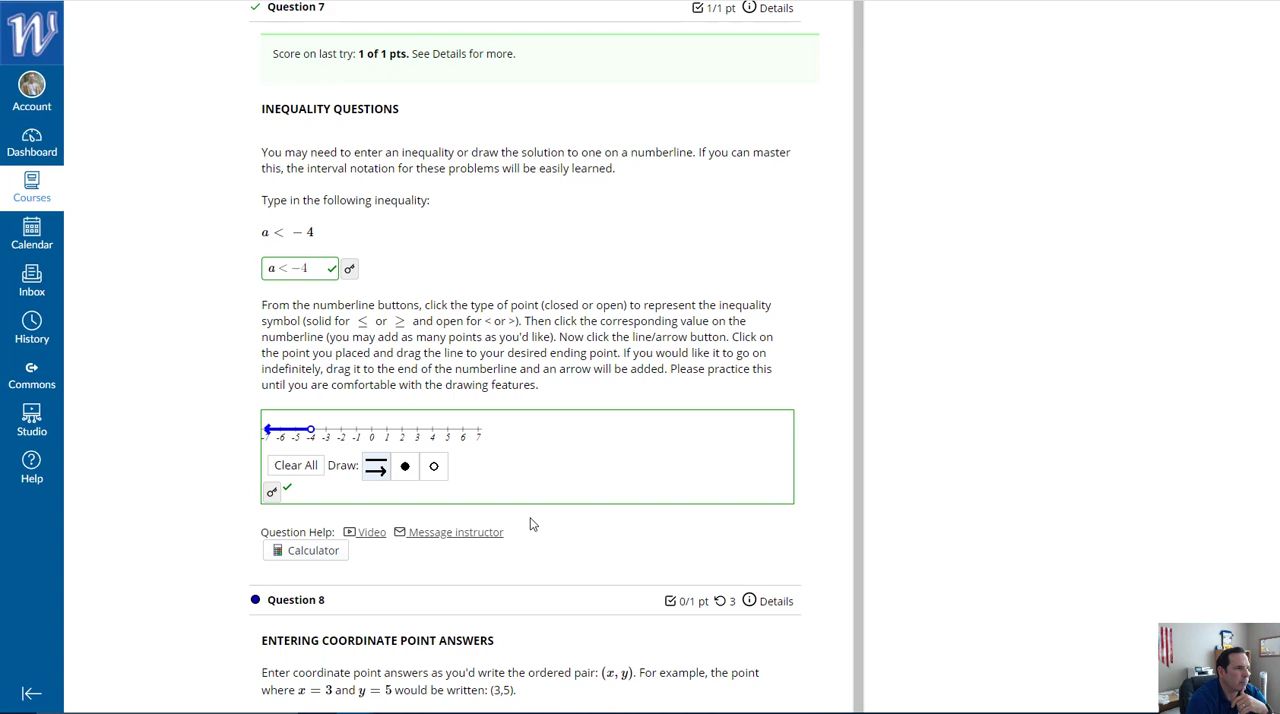 Question 7
1/1 pt Details
Score on last try: 1 of 1 pts. See Details for more.
INEQUALITY QUESTIONS
You may need to enter an inequality or draw the solution to one on a numberline. If you can master
this, the interval notation for these problems will be easily learned.
Type in the following inequality:
a < − 4
a < −4
From the numberline buttons, click the type of point (closed or open) to represent the inequality
symbol (solid for ≤ or ≥ and open for < or >). Then click the corresponding value on the
numberline (you may add as many points as you'd like). Now click the line/arrow button. Click on
the point you placed and drag the line to your desired ending point. If you would like it to go on
indefinitely, drag it to the end of the numberline and an arrow will be added. Please practice this
until you are comfortable with the drawing features.
-7 -6 -5 -4 -3 -2 -1 0 1 2 3 4 5 6 7
Clear All Draw:
Question Help: Video Message instructor
Calculator
Question 8
0/1 pt 3 Details
ENTERING COORDINATE POINT ANSWERS
Enter coordinate point answers as you'd write the ordered pair: (x, y). For example, the point
where x = 3 and y = 5 would be written: (3,5).
W
Account
Dashboard
Courses
Calendar
Inbox
History
Commons
Studio
Help